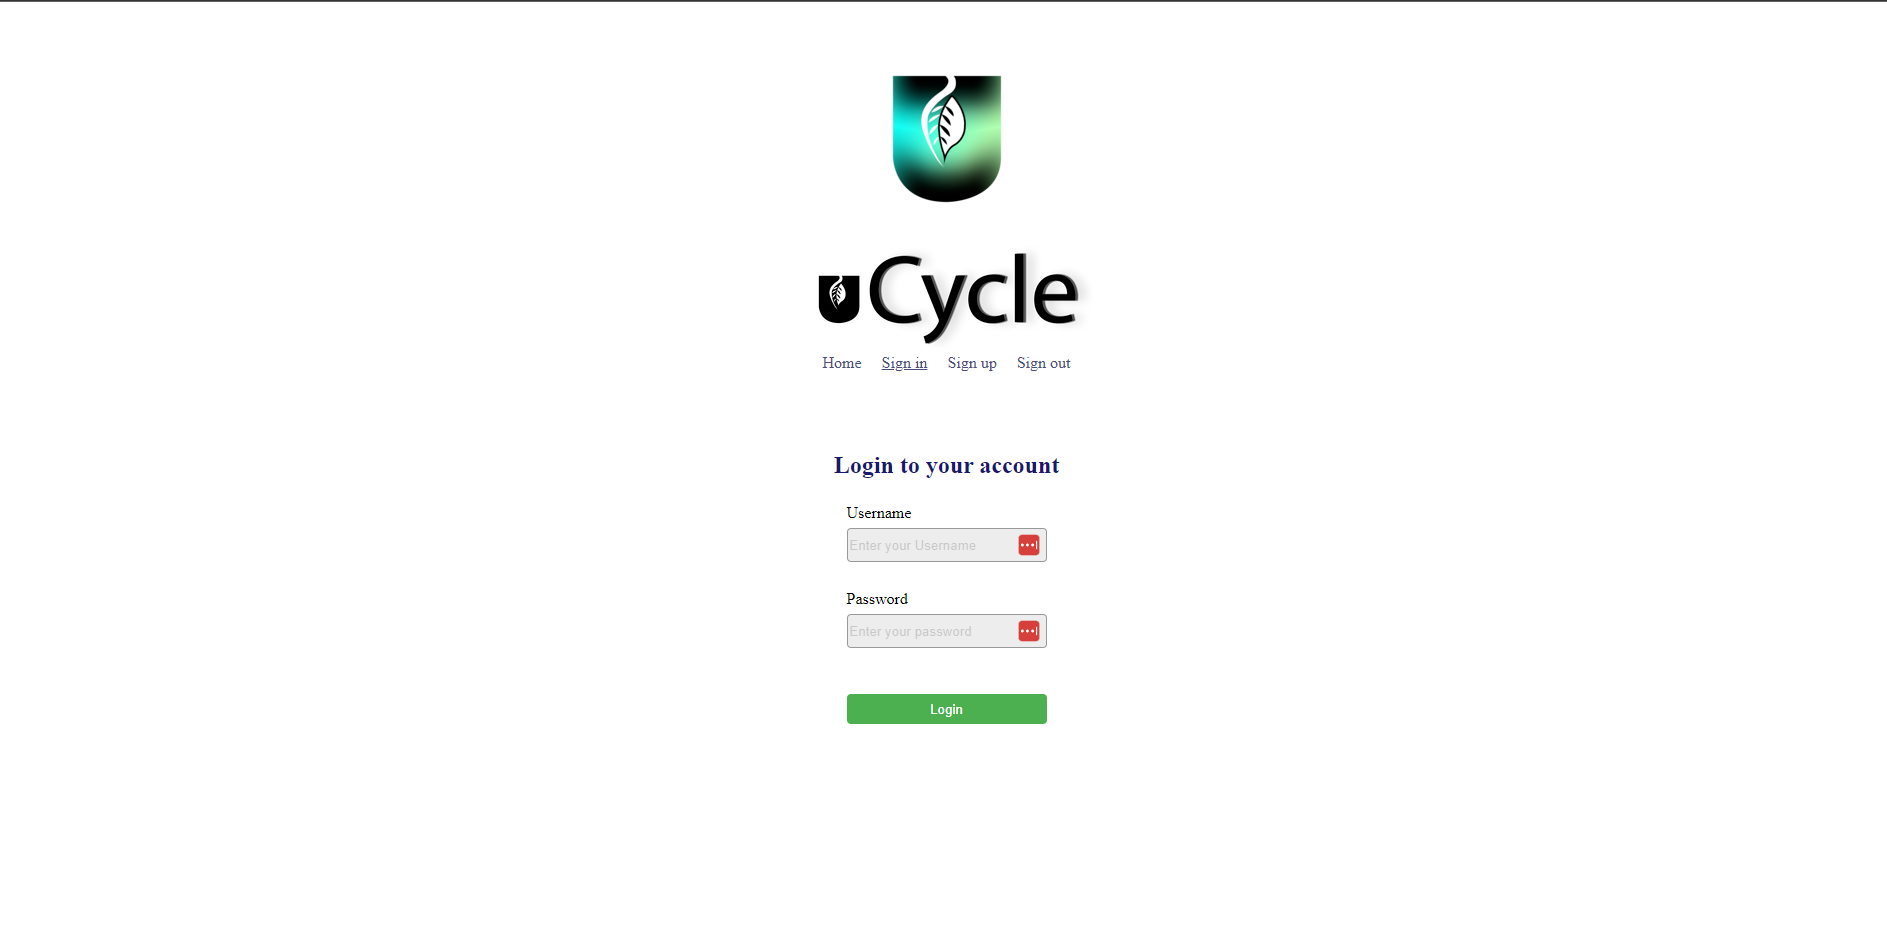 uCycle
Home Sign in Sign up Sign out
Login to your account
Username
Enter your Username
Password
Enter your password
Login